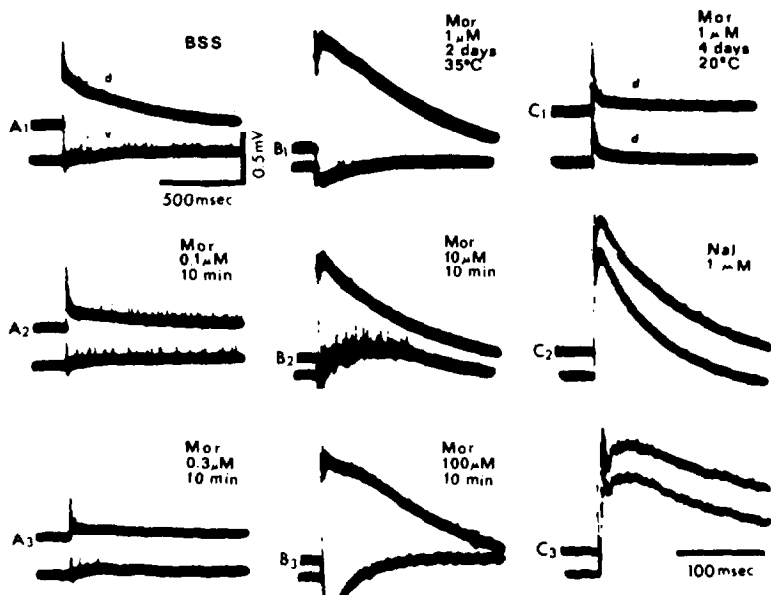 BSS
d
A1
v
0.5mV
500msec
Mor
0.1µM
10 min
A2
Mor
0.3µM
10 min
A3
Mor
1µM
2 days
35°C
B1
Mor
10µM
10 min
B2
Mor
100µM
10 min
B3
Mor
1µM
4 days
20°C
d
C1
d
Nal
1µM
C2
C3
100msec